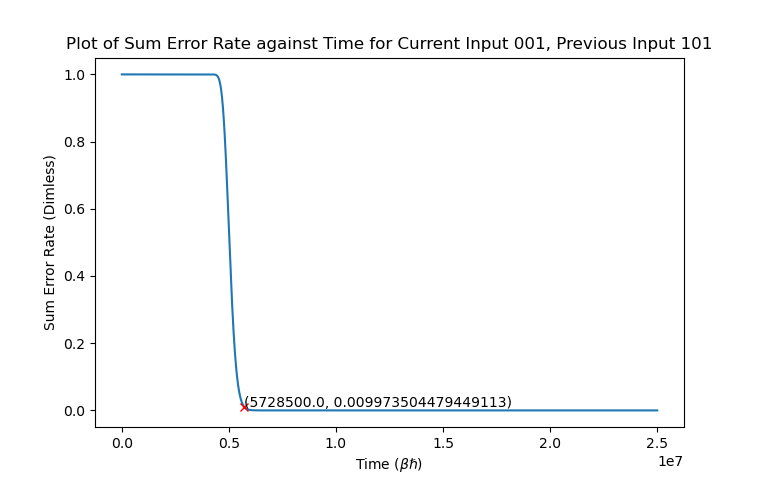 Plot of Sum Error Rate against Time for Current Input 001, Previous Input 101
1.0
0.8
0.6
0.4
0.2
0.0
Sum Error Rate (Dimless)
(5728500.0, 0.009973504479449113)
0.0 0.5 1.0 1.5 2.0 2.5
1e7
Time (βℏ)